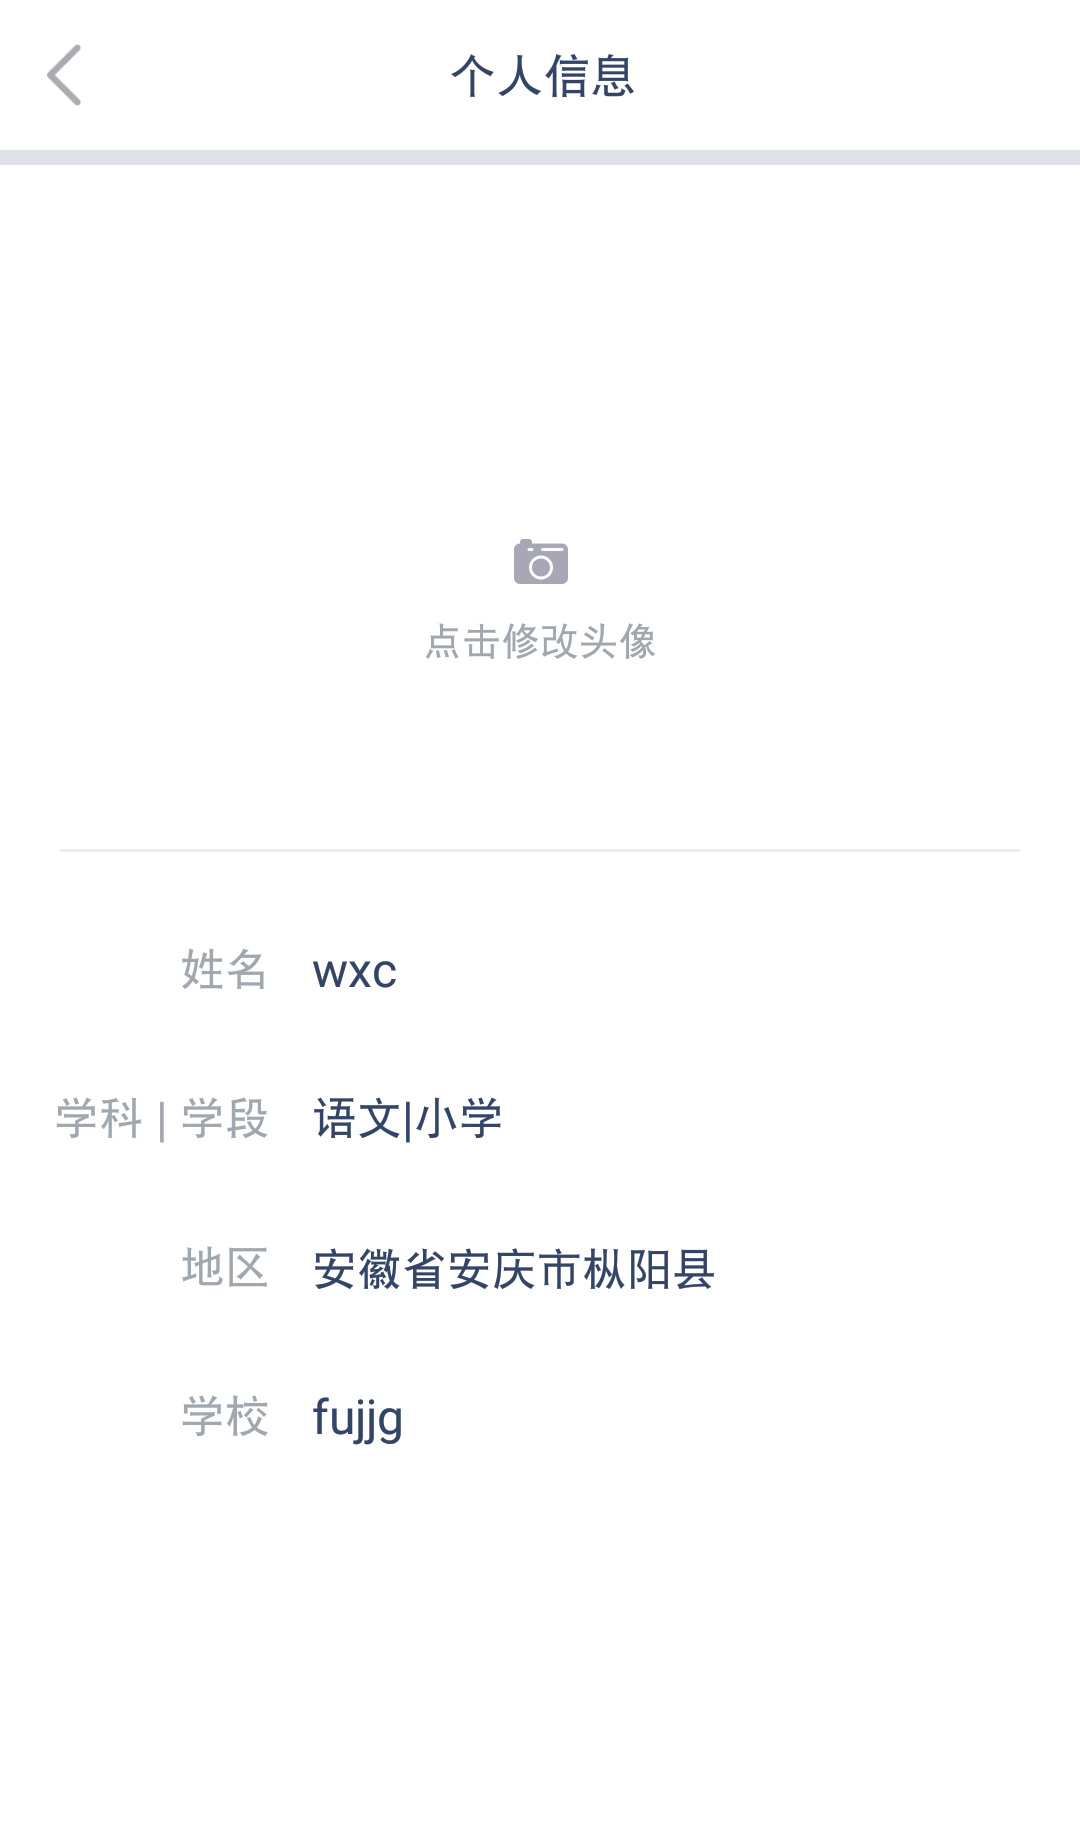 个人信息
点击修改头像
姓名 wxc
学科 | 学段 语文|小学
地区 安徽省安庆市枞阳县
学校 fujjg